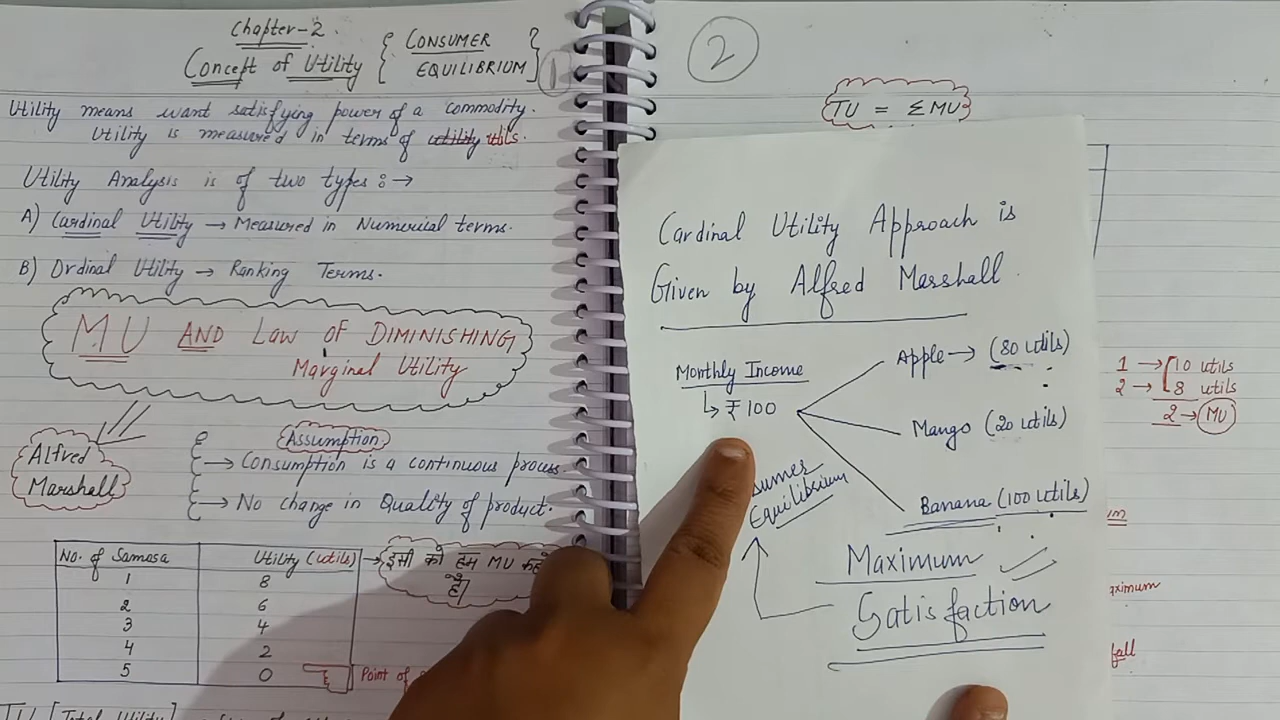 Chapter-2.
Concept of Utility { CONSUMER
EQUILIBRIUM }
1
Utility means want satisfying power of a commodity.
Utility is measured in terms of utility utils.
Utility Analysis is of two types :→
A) Cardinal Utility → Measured in Numerical terms.
B) Ordinal Utility → Ranking Terms.
MU AND LAW OF DIMINISHING
Marginal Utility
Alfred
Marshall
Assumption
→ Consumption is a continuous process.
→ No change in Quality of product.
No. of Samosa Utility (utils)
1 8
2 6
3 4
4 2
5 0
→ इसी को हम MU
है।
Point of
TU [Total Utility]
2
TU = ΣMU
Cardinal Utility Approach is
Given by Alfred Marshall.
Monthly Income
↳ ₹100
Apple → (80 utils)
Mango (20 utils)
Banana (100 utils)
Equilibrium
Maximum
Satisfaction
1 → 10 utils
2 → 8 utils
2 → MU
fall